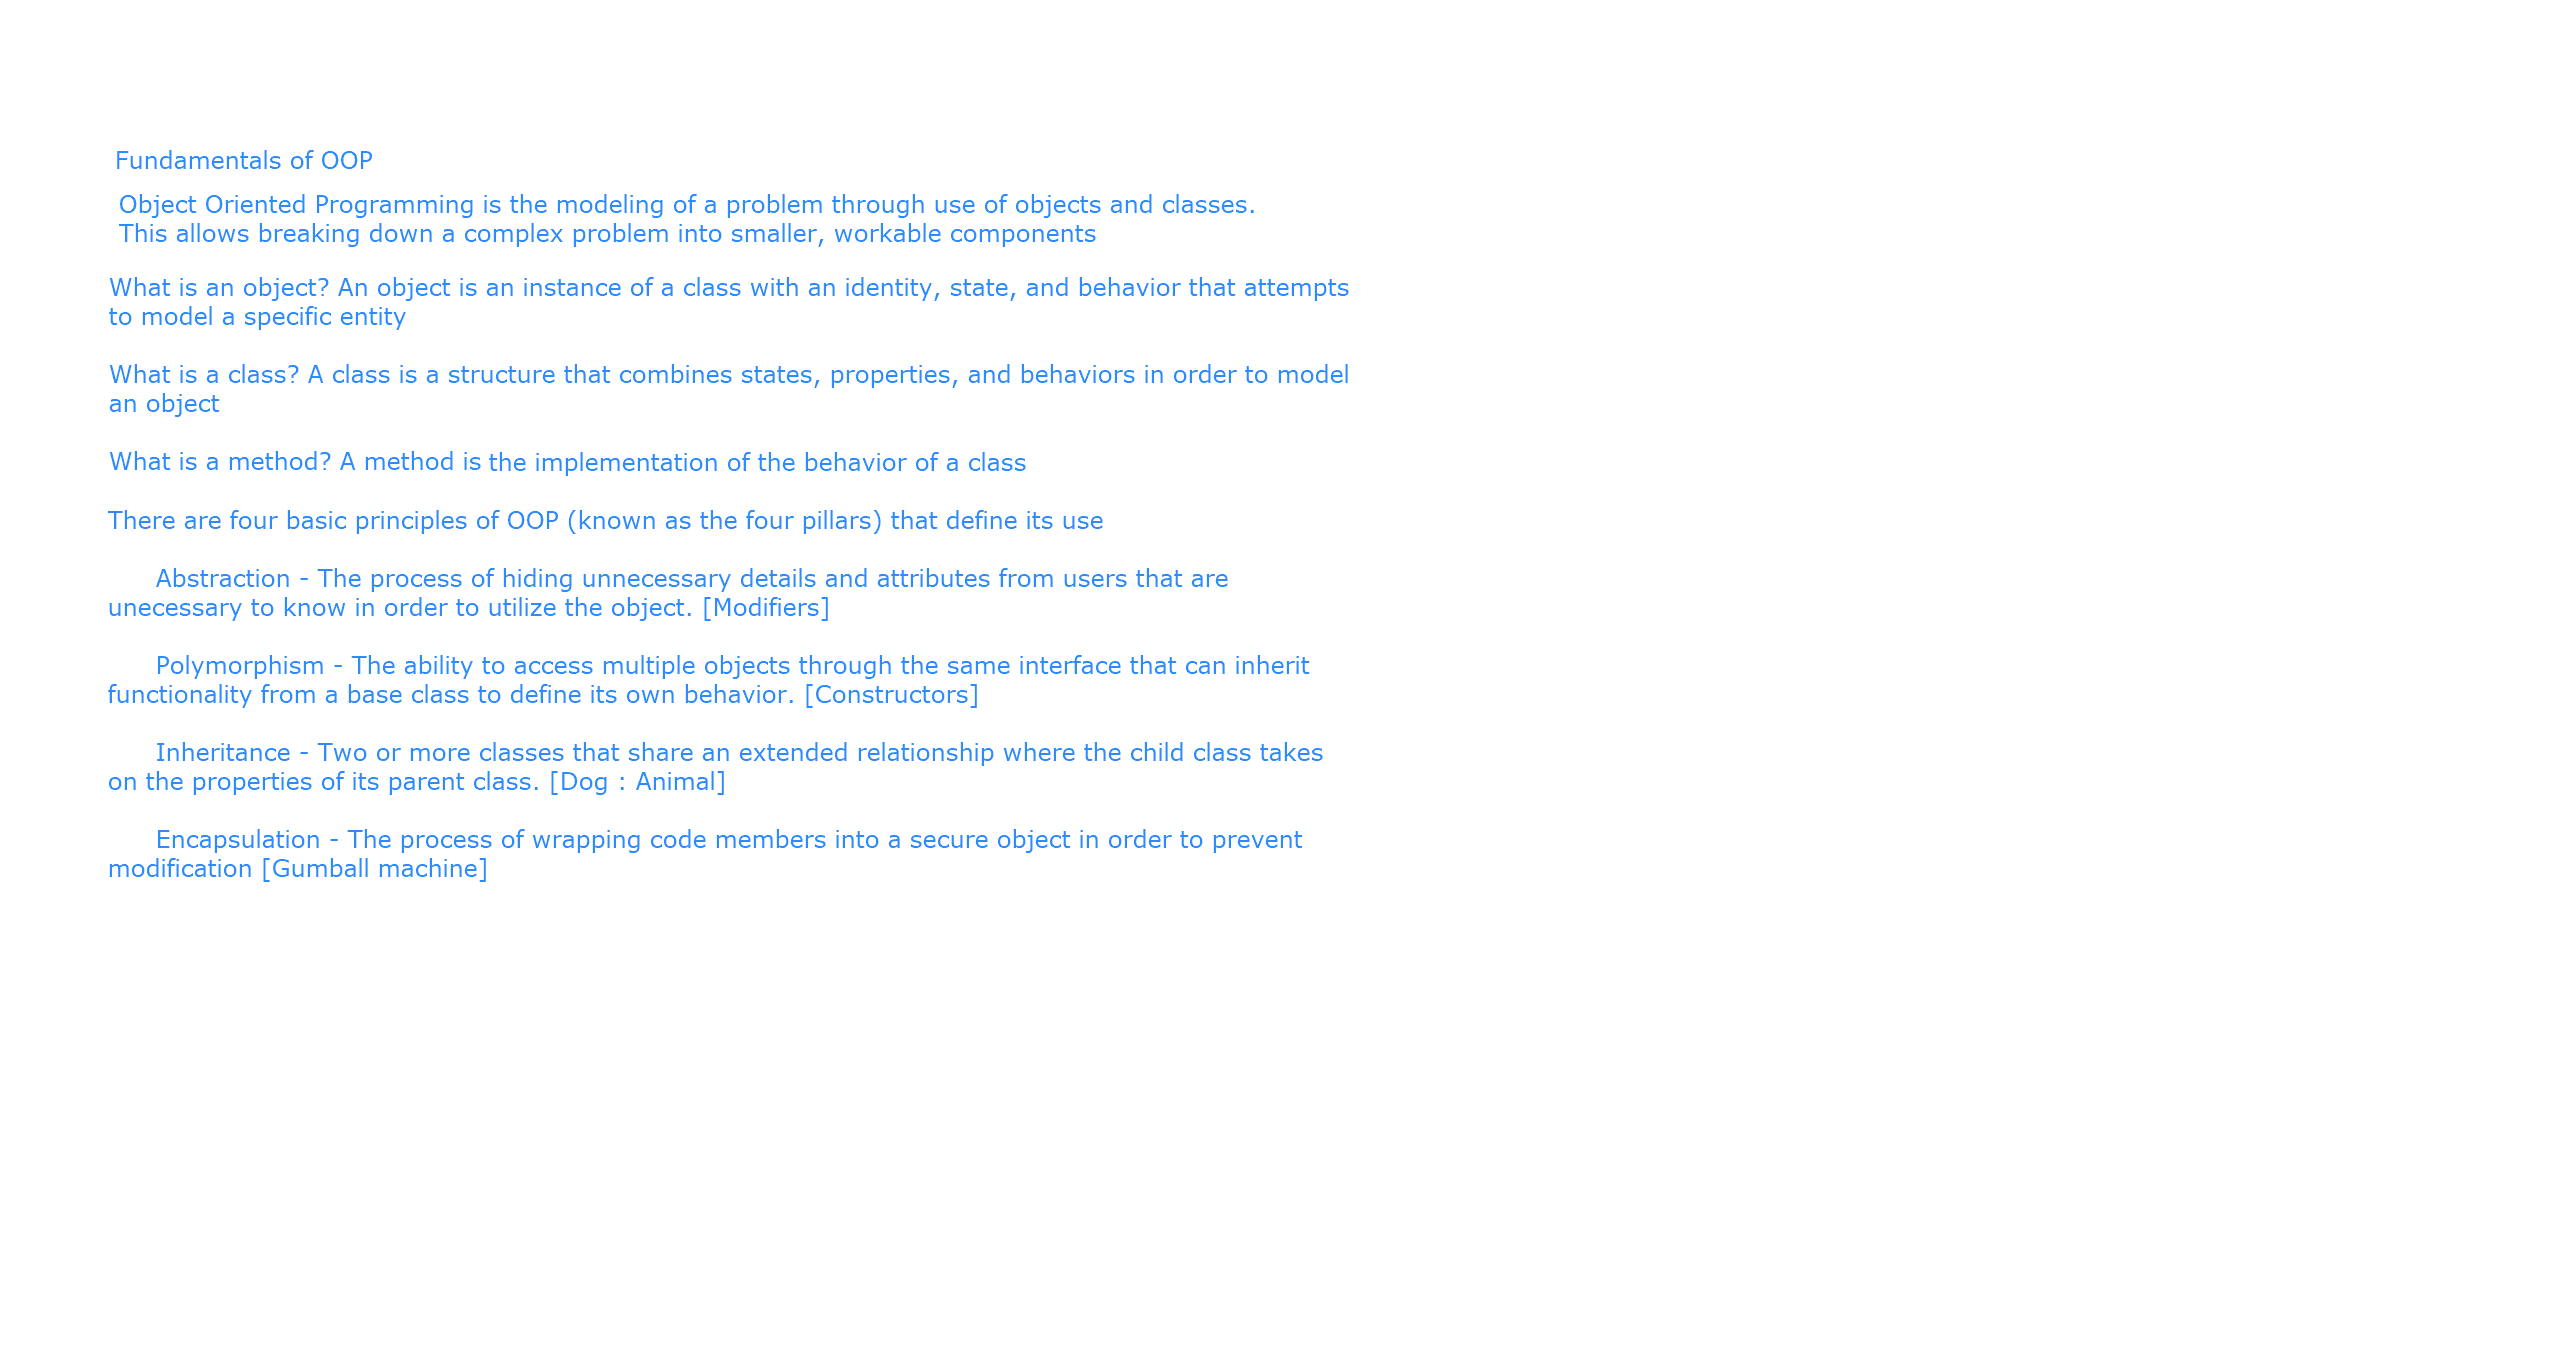 Fundamentals of OOP
Object Oriented Programming is the modeling of a problem through use of objects and classes.
This allows breaking down a complex problem into smaller, workable components
What is an object? An object is an instance of a class with an identity, state, and behavior that attempts
to model a specific entity
What is a class? A class is a structure that combines states, properties, and behaviors in order to model
an object
What is a method? A method is the implementation of the behavior of a class
There are four basic principles of OOP (known as the four pillars) that define its use
Abstraction - The process of hiding unnecessary details and attributes from users that are
unecessary to know in order to utilize the object. [Modifiers]
Polymorphism - The ability to access multiple objects through the same interface that can inherit
functionality from a base class to define its own behavior. [Constructors]
Inheritance - Two or more classes that share an extended relationship where the child class takes
on the properties of its parent class. [Dog : Animal]
Encapsulation - The process of wrapping code members into a secure object in order to prevent
modification [Gumball machine]